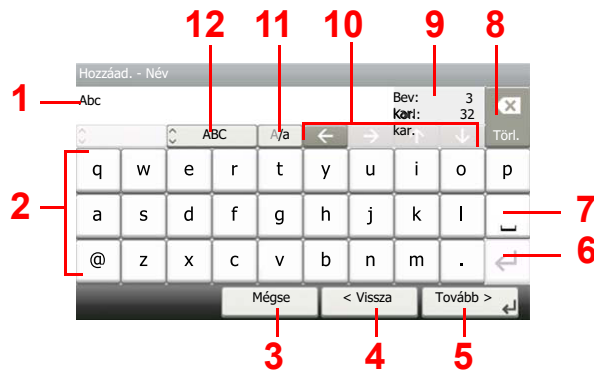 12 11 10 9 8
Hozzáad. - Név
1 Abc Bev: 3
kar.
Korl: 32
kar.
ABC A/a ← → ↑ ↓ Törl.
2
q w e r t y u i o p
a s d f g h j k l ⎵ 7
@ z x c v b n m . ↵ 6
Mégse < Vissza Tovább > ↵
3 4 5